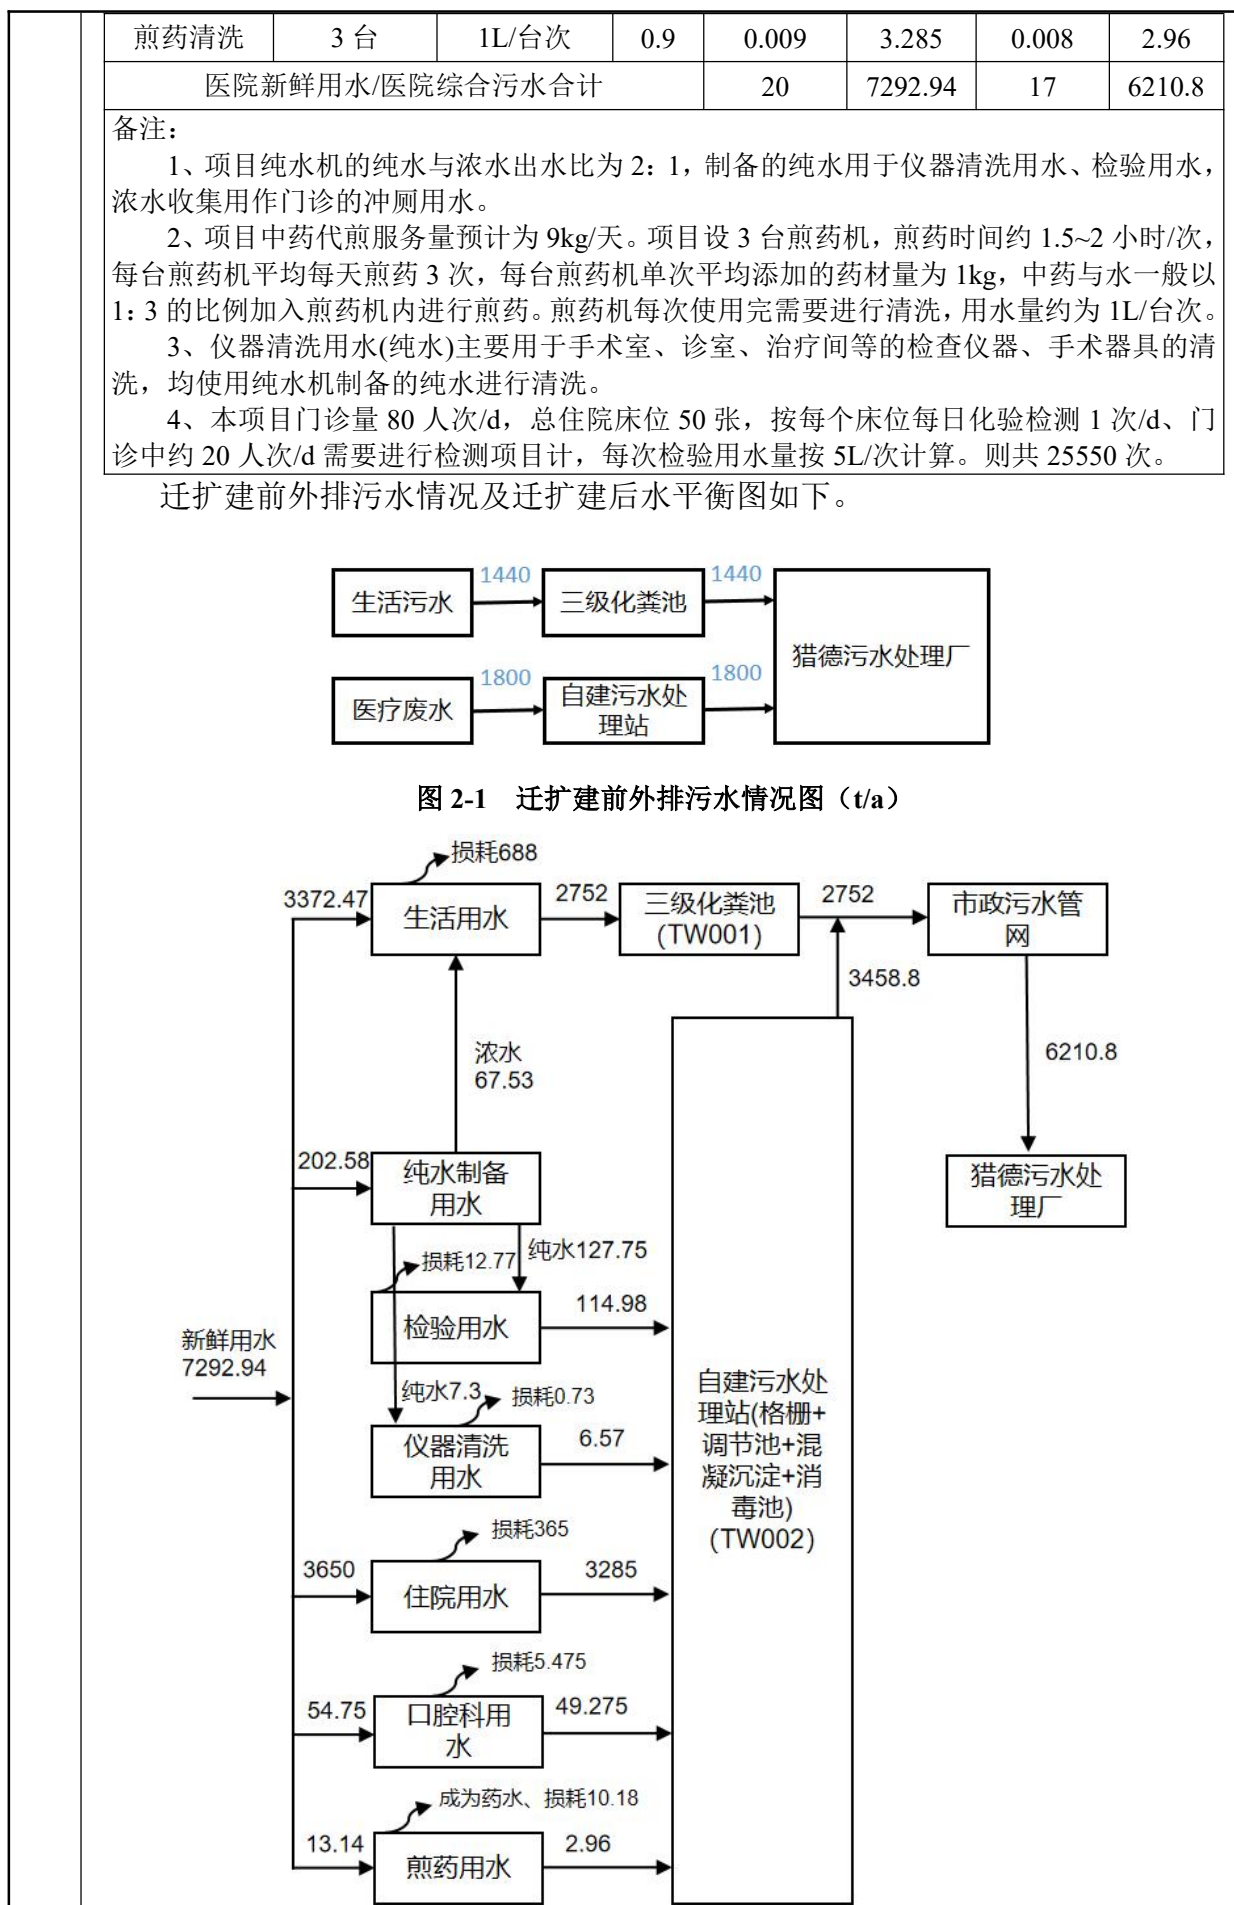 煎药清洗 3 台 1L/台次 0.9 0.009 3.285 0.008 2.96
医院新鲜用水/医院综合污水合计 20 7292.94 17 6210.8
备注：
1、项目纯水机的纯水与浓水出水比为 2：1，制备的纯水用于仪器清洗用水、检验用水，
浓水收集用作门诊的冲厕用水。
2、项目中药代煎服务量预计为 9kg/天。项目设 3 台煎药机，煎药时间约 1.5~2 小时/次，
每台煎药机平均每天煎药 3 次，每台煎药机单次平均添加的药材量为 1kg，中药与水一般以
1：3 的比例加入煎药机内进行煎药。煎药机每次使用完需要进行清洗，用水量约为 1L/台次。
3、仪器清洗用水(纯水)主要用于手术室、诊室、治疗间等的检查仪器、手术器具的清
洗，均使用纯水机制备的纯水进行清洗。
4、本项目门诊量 80 人次/d，总住院床位 50 张，按每个床位每日化验检测 1 次/d、门
诊中约 20 人次/d 需要进行检测项目计，每次检验用水量按 5L/次计算。则共 25550 次。
迁扩建前外排污水情况及迁扩建后水平衡图如下。
生活污水
1440
三级化粪池
1440
猎德污水处理厂
医疗废水
1800
自建污水处
理站
1800
图 2-1 迁扩建前外排污水情况图（t/a）
损耗688
3372.47
生活用水
2752
三级化粪池
(TW001)
2752
市政污水管
网
3458.8
浓水
67.53
6210.8
202.58
纯水制备
用水
猎德污水处
理厂
纯水127.75
损耗12.77
检验用水
114.98
新鲜用水
7292.94
纯水7.3
损耗0.73
仪器清洗
用水
6.57
自建污水处
理站(格栅+
调节池+混
凝沉淀+消
毒池)
(TW002)
损耗365
3650
住院用水
3285
损耗5.475
54.75
口腔科用
水
49.275
成为药水、损耗10.18
13.14
煎药用水
2.96